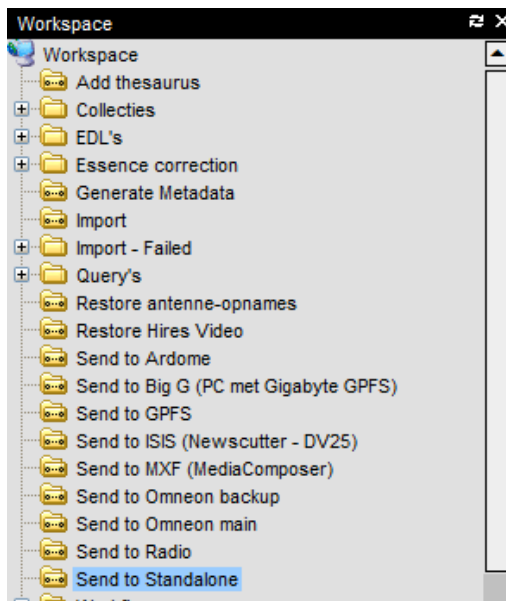 Workspace
Workspace
Add thesaurus
Collecties
EDL's
Essence correction
Generate Metadata
Import
Import - Failed
Query's
Restore antenne-opnames
Restore Hires Video
Send to Ardome
Send to Big G (PC met Gigabyte GPFS)
Send to GPFS
Send to ISIS (Newscutter - DV25)
Send to MXF (MediaComposer)
Send to Omneon backup
Send to Omneon main
Send to Radio
Send to Standalone